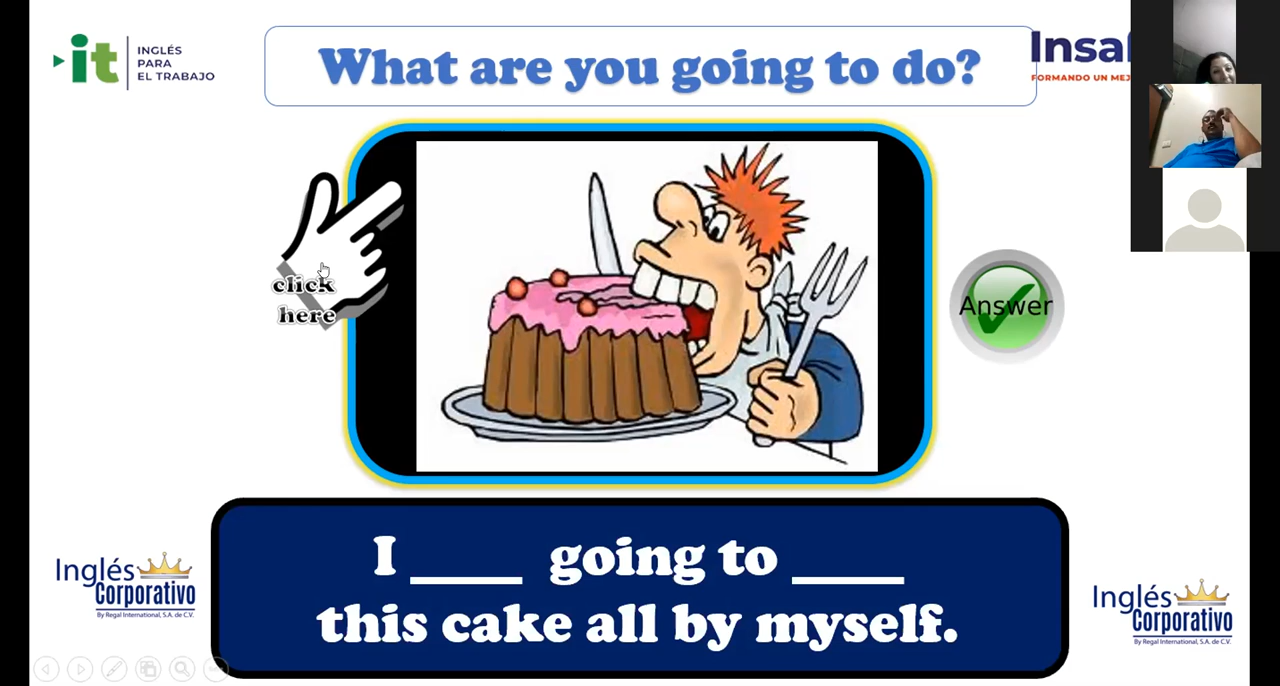 it
INGLÉS
PARA
EL TRABAJO
What are you going to do?
Insaf
FORMANDO UN MEJ
click
here
Answer
I ____ going to ____
this cake all by myself.
Inglés
Corporativo
By Regal International, S.A. de C.V.
Inglés
Corporativo
By Regal International, S.A. de C.V.